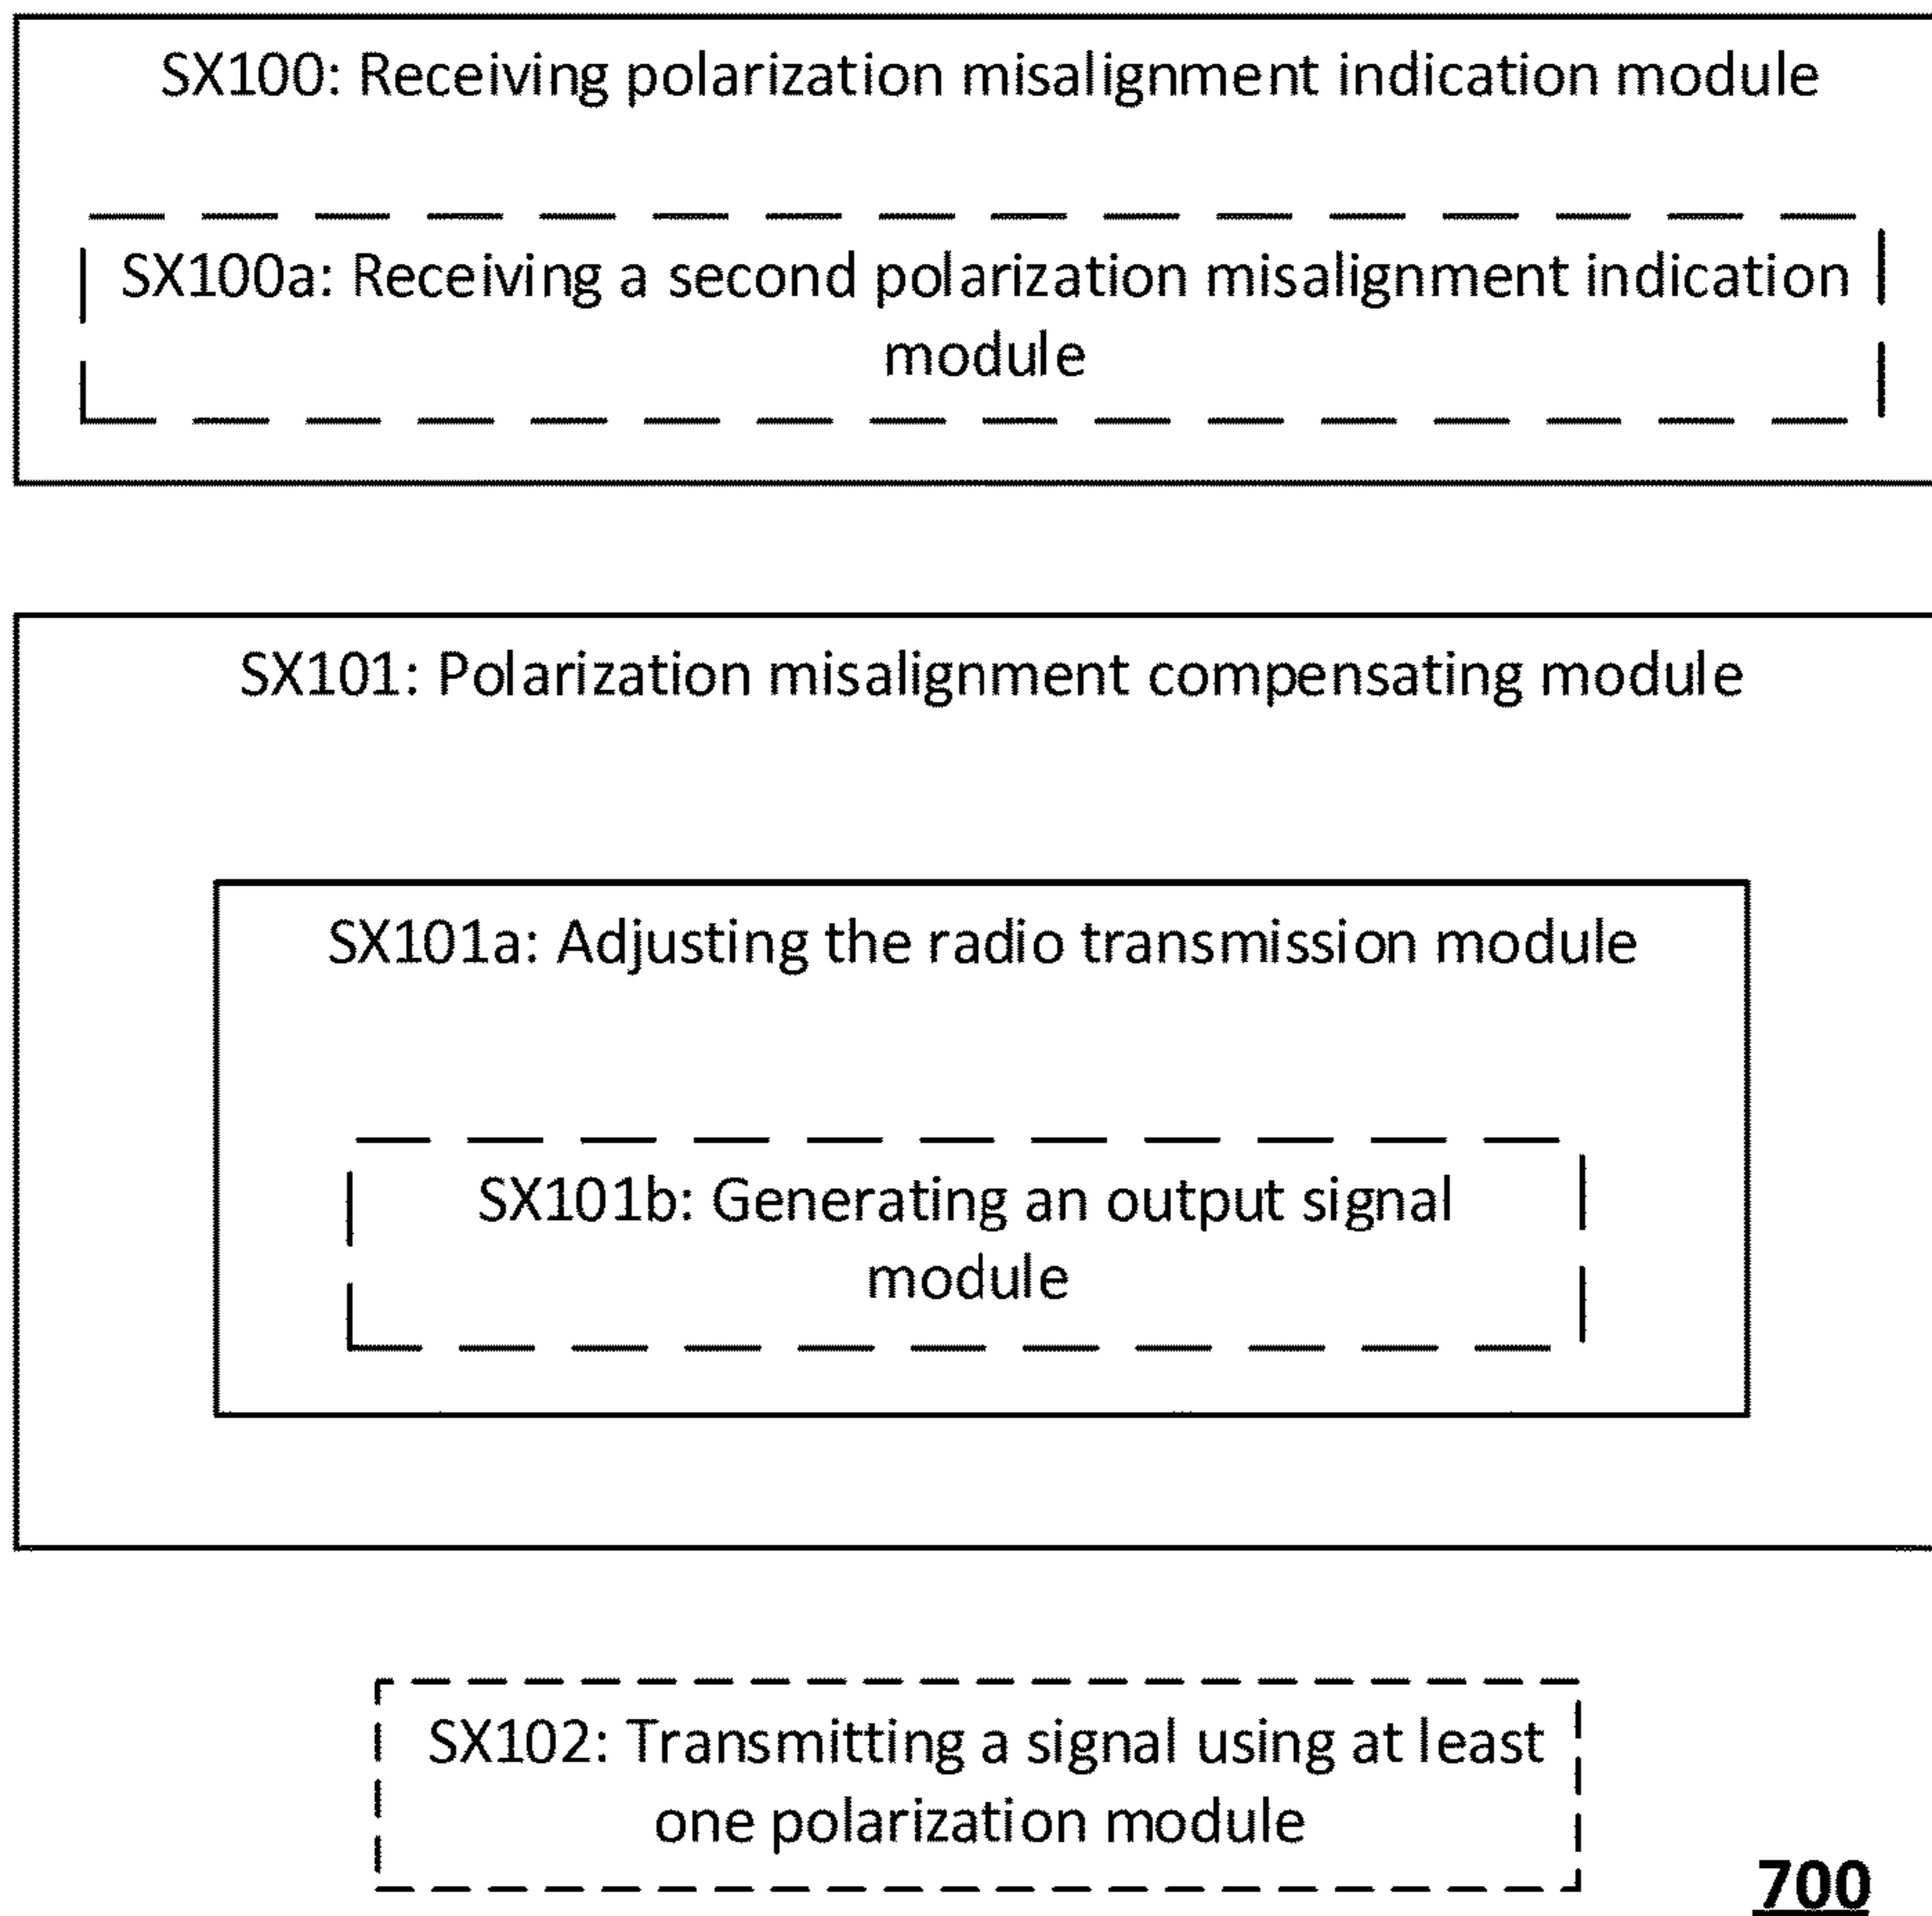 SX100: Receiving polarization misalignment indication module
SX100a: Receiving a second polarization misalignment indication
module
SX101: Polarization misalignment compensating module
SX101a: Adjusting the radio transmission module
SX101b: Generating an output signal
module
SX102: Transmitting a signal using at least
one polarization module
700